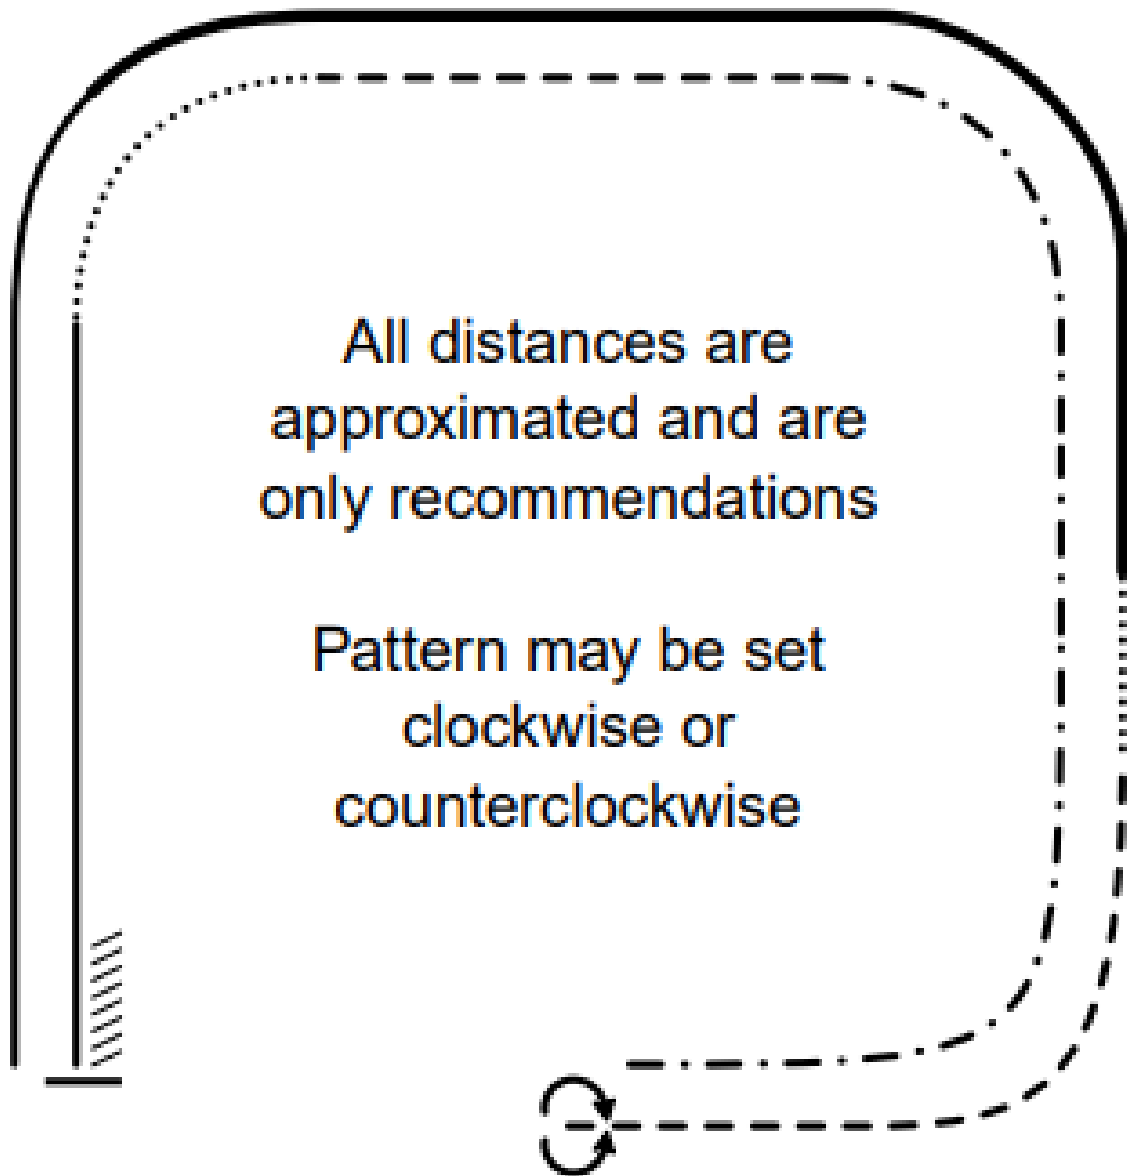 All distances are
approximated and are
only recommendations
Pattern may be set
clockwise or
counterclockwise